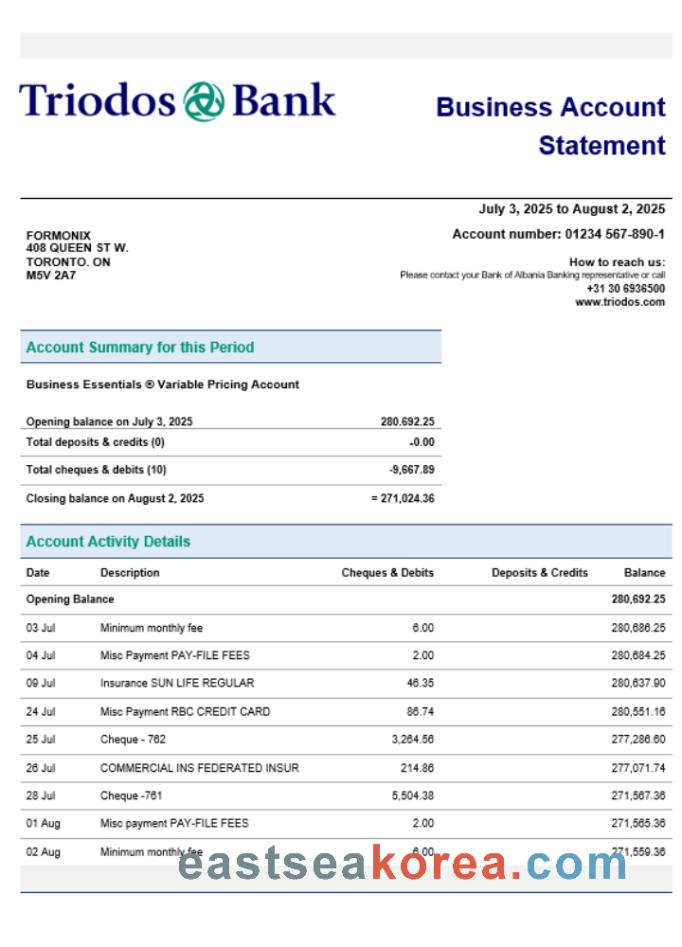 Triodos Bank
Business Account
Statement
July 3, 2025 to August 2, 2025
FORMONIX
408 QUEEN ST W.
TORONTO. ON
M5V 2A7
Account number: 01234 567-890-1
How to reach us:
Please contact your Bank of Albania Banking representative or call
+31 30 6936500
www.triodos.com
Account Summary for this Period
Business Essentials ® Variable Pricing Account
Opening balance on July 3, 2025 280.692.25
Total deposits & credits (0) -0.00
Total cheques & debits (10) -9,667.89
Closing balance on August 2, 2025 = 271,024.36
Account Activity Details
Date Description Cheques & Debits Deposits & Credits Balance
Opening Balance 280,692.25
03 Jul Minimum monthly fee 6.00 280,686.25
04 Jul Misc Payment PAY-FILE FEES 2.00 280,684.25
09 Jul Insurance SUN LIFE REGULAR 46.35 280,637.90
24 Jul Misc Payment RBC CREDIT CARD 86.74 280,551.16
25 Jul Cheque - 762 3,264.56 277,286.60
26 Jul COMMERCIAL INS FEDERATED INSUR 214.86 277,071.74
28 Jul Cheque -761 5,504.38 271,567.36
01 Aug Misc payment PAY-FILE FEES 2.00 271,565.36
02 Aug Minimum monthly fee 6.00 271,559.36
eastseakorea.com